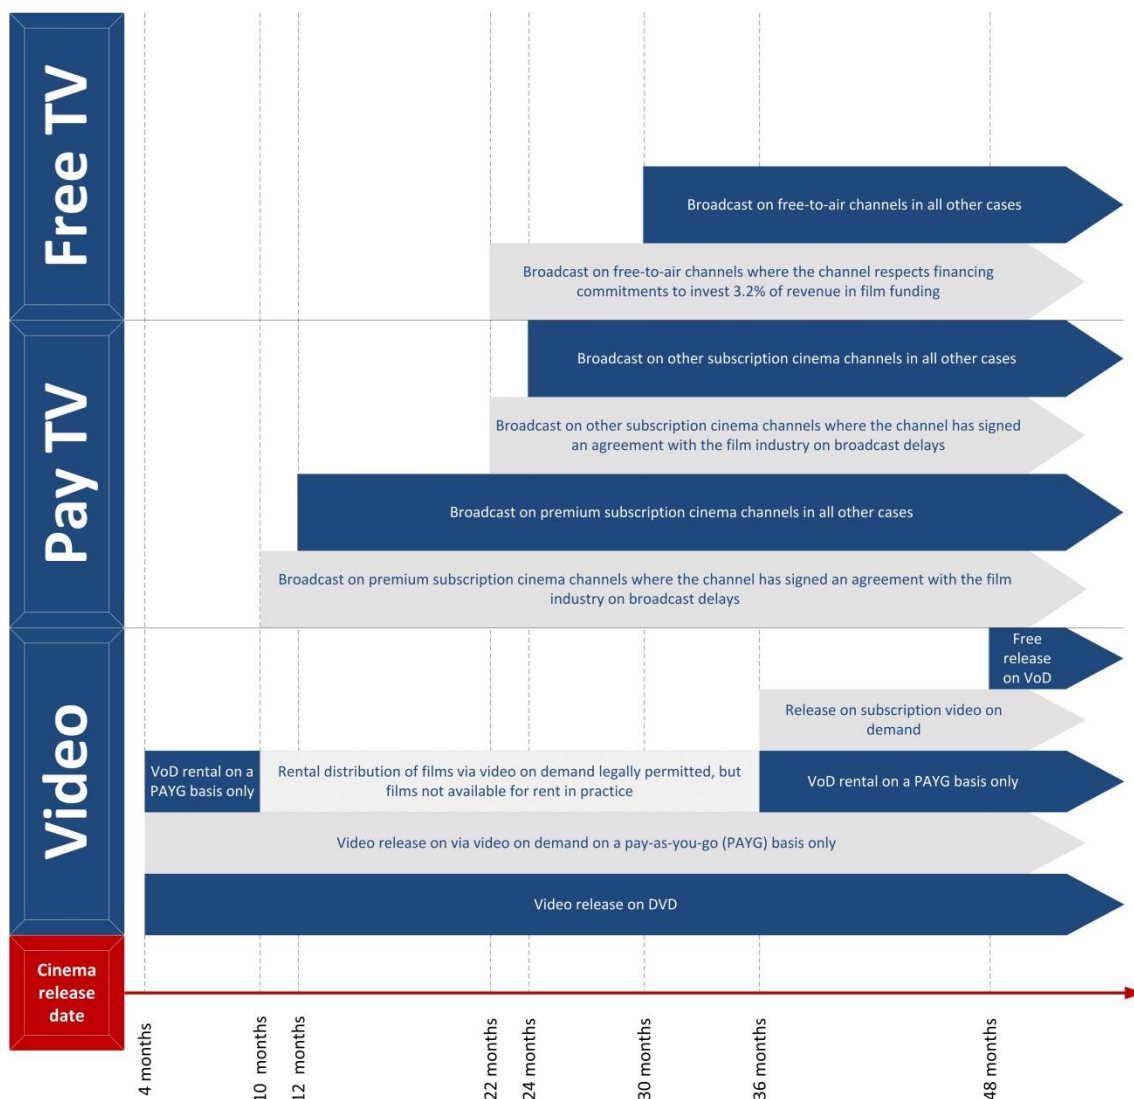 Free TV
Broadcast on free-to-air channels in all other cases
Broadcast on free-to-air channels where the channel respects financing
commitments to invest 3.2% of revenue in film funding
Pay TV
Broadcast on other subscription cinema channels in all other cases
Broadcast on other subscription cinema channels where the channel has signed
an agreement with the film industry on broadcast delays
Broadcast on premium subscription cinema channels in all other cases
Broadcast on premium subscription cinema channels where the channel has signed an agreement with the film
industry on broadcast delays
Video
Free
release
on VoD
Release on subscription video on
demand
VoD rental on a
PAYG basis only
Rental distribution of films via video on demand legally permitted, but
films not available for rent in practice
VoD rental on a PAYG basis only
Video release on via video on demand on a pay-as-you-go (PAYG) basis only
Video release on DVD
Cinema
release
date
4 months
10 months
12 months
22 months
24 months
30 months
36 months
48 months